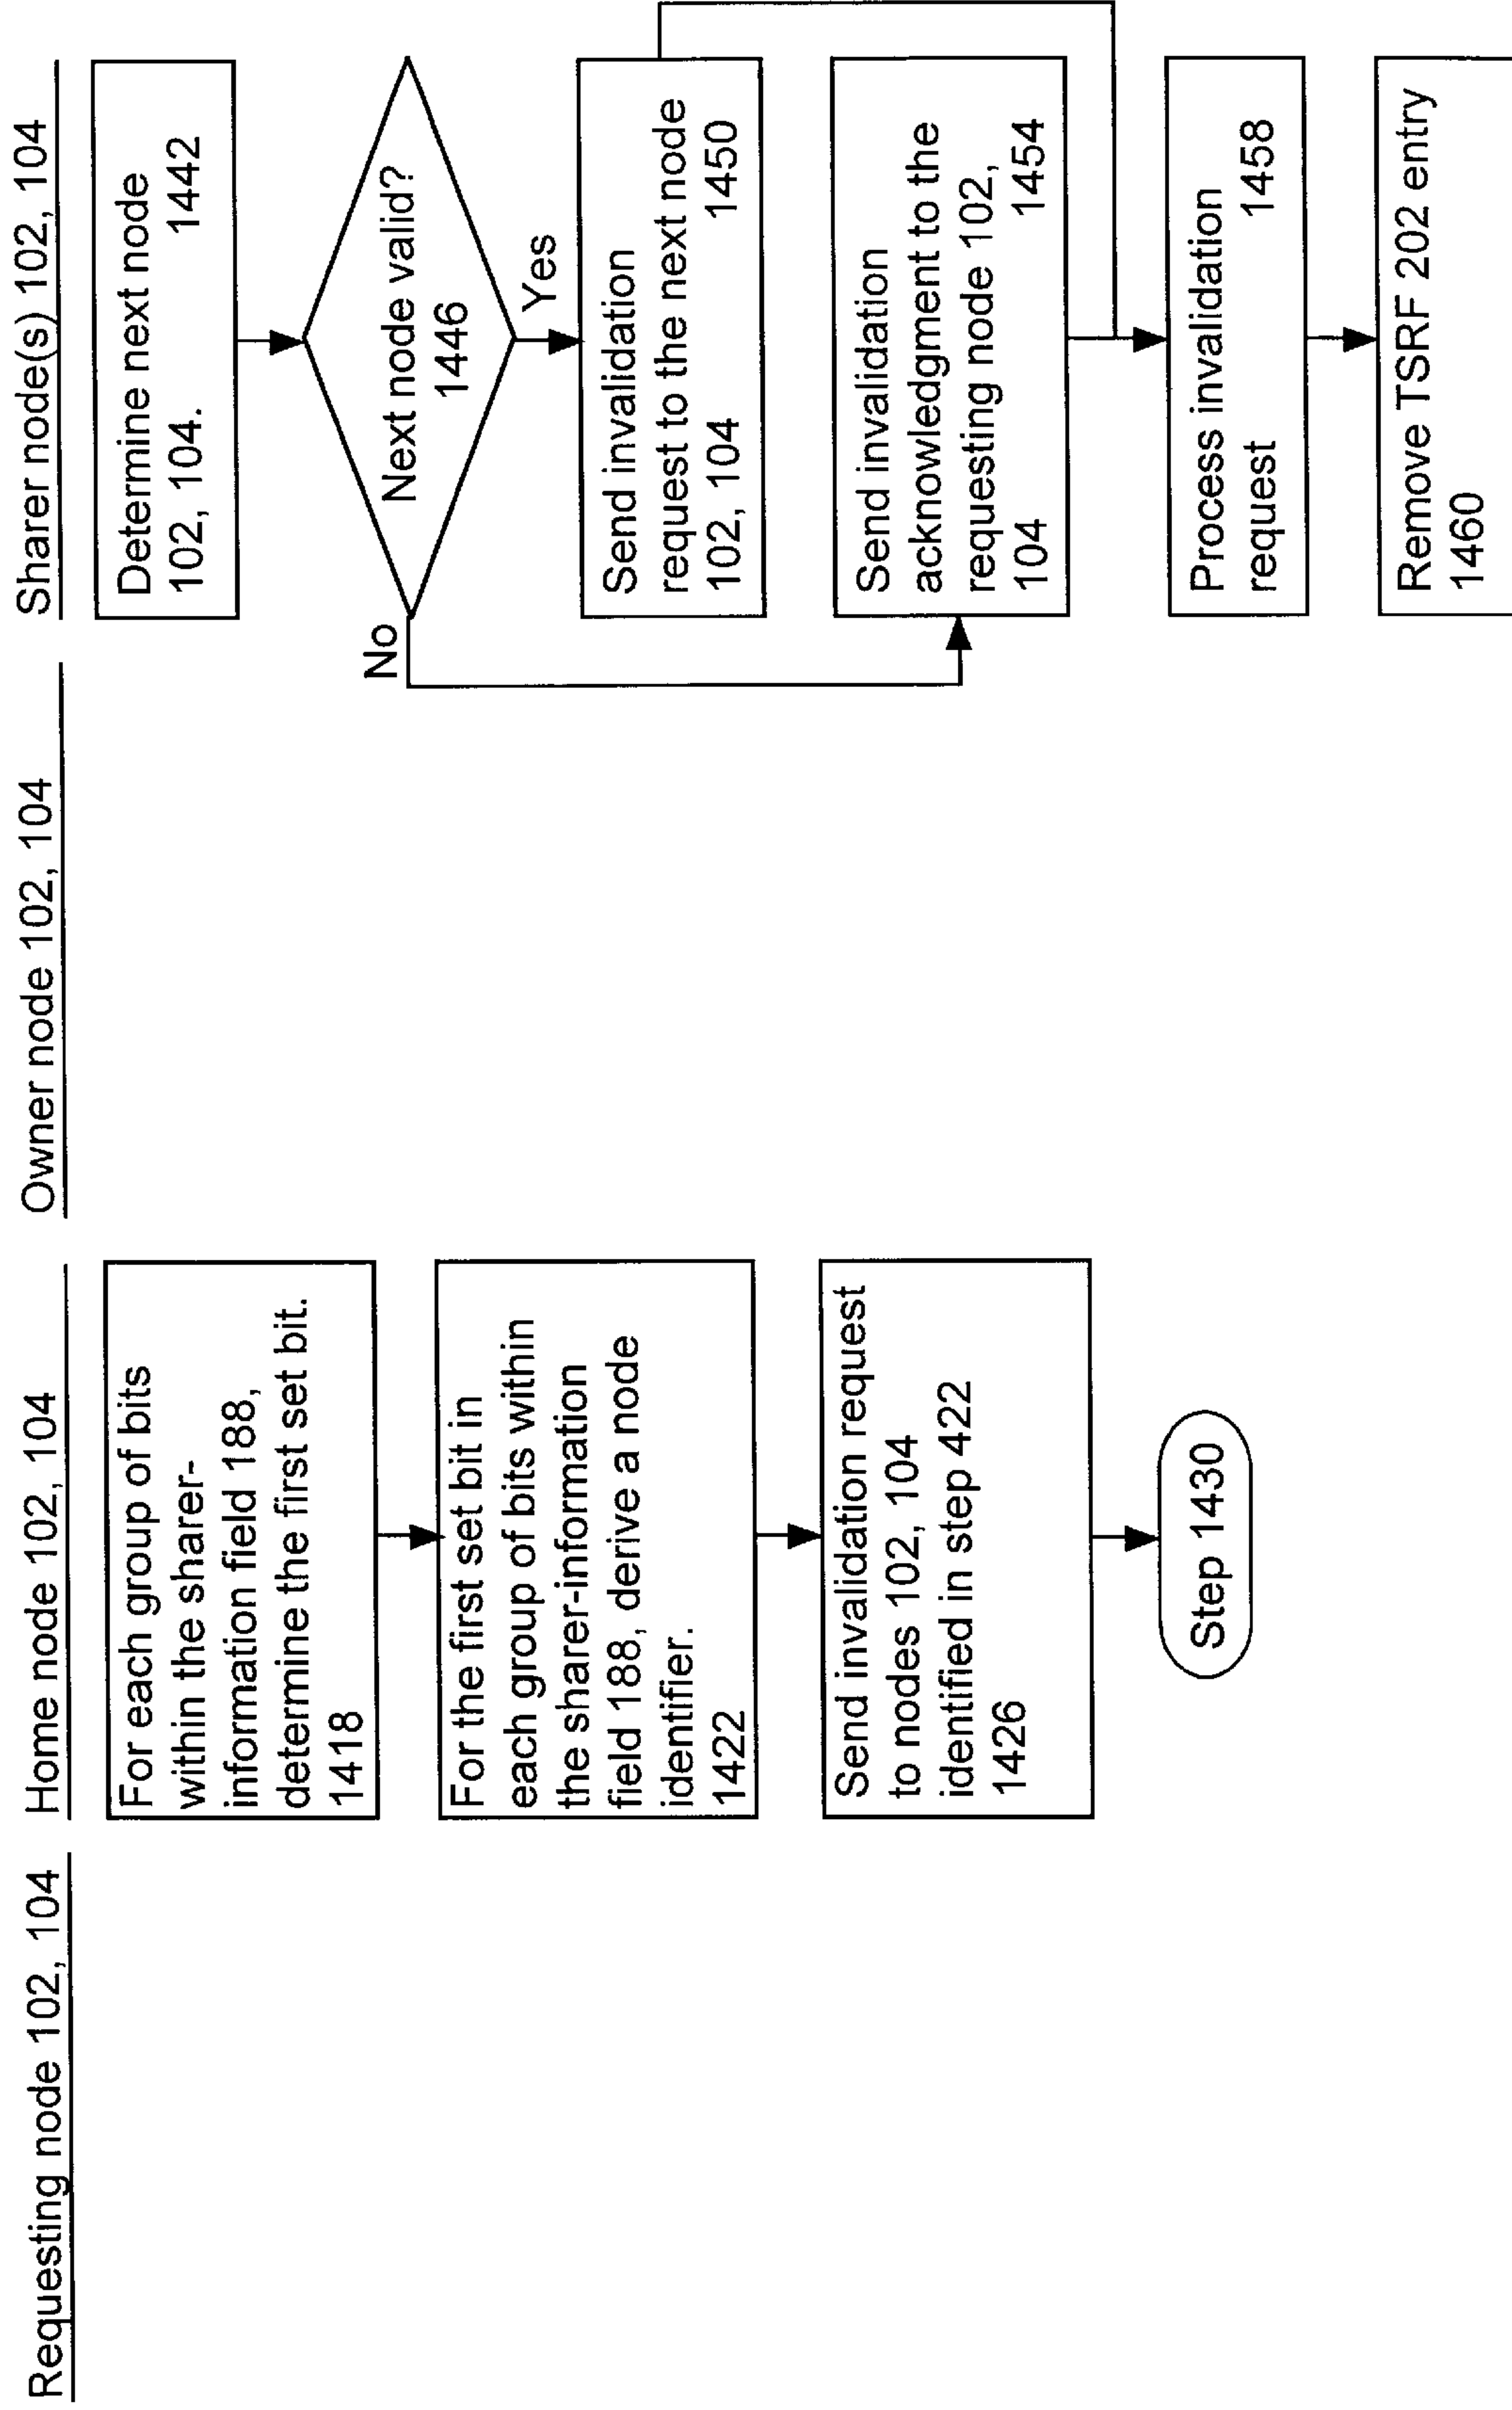 Requesting node 102, 104
Home node 102, 104
Owner node 102, 104
Sharer node(s) 102, 104
For each group of bits
within the sharer-
information field 188,
determine the first set bit.
1418
For the first set bit in
each group of bits within
the sharer-information
field 188, derive a node
identifier.
1422
Send invalidation request
to nodes 102, 104
identified in step 422
1426
Step 1430
Determine next node
102, 104. 1442
Next node valid?
1446
No
Yes
Send invalidation
request to the next node
102, 104 1450
Send invalidation
acknowledgment to the
requesting node 102,
104 1454
Process invalidation
request 1458
Remove TSRF 202 entry
1460